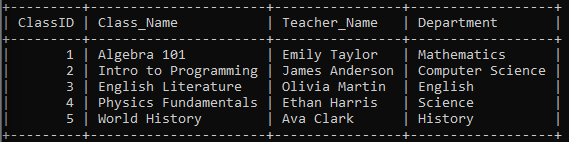 +---------+----------------------+----------------+------------------+
| ClassID | Class_Name           | Teacher_Name   | Department       |
+---------+----------------------+----------------+------------------+
|       1 | Algebra 101          | Emily Taylor   | Mathematics      |
|       2 | Intro to Programming | James Anderson | Computer Science |
|       3 | English Literature   | Olivia Martin  | English          |
|       4 | Physics Fundamentals | Ethan Harris   | Science          |
|       5 | World History        | Ava Clark      | History          |
+---------+----------------------+----------------+------------------+